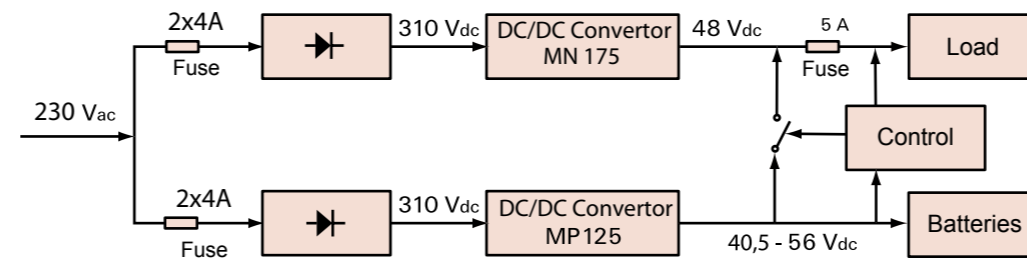 2x4A
Fuse
310 Vdc
DC/DC Convertor
MN 175
48 Vdc
5 A
Fuse
Load
230 Vac
Control
2x4A
Fuse
310 Vdc
DC/DC Convertor
MP125
40,5 - 56 Vdc
Batteries